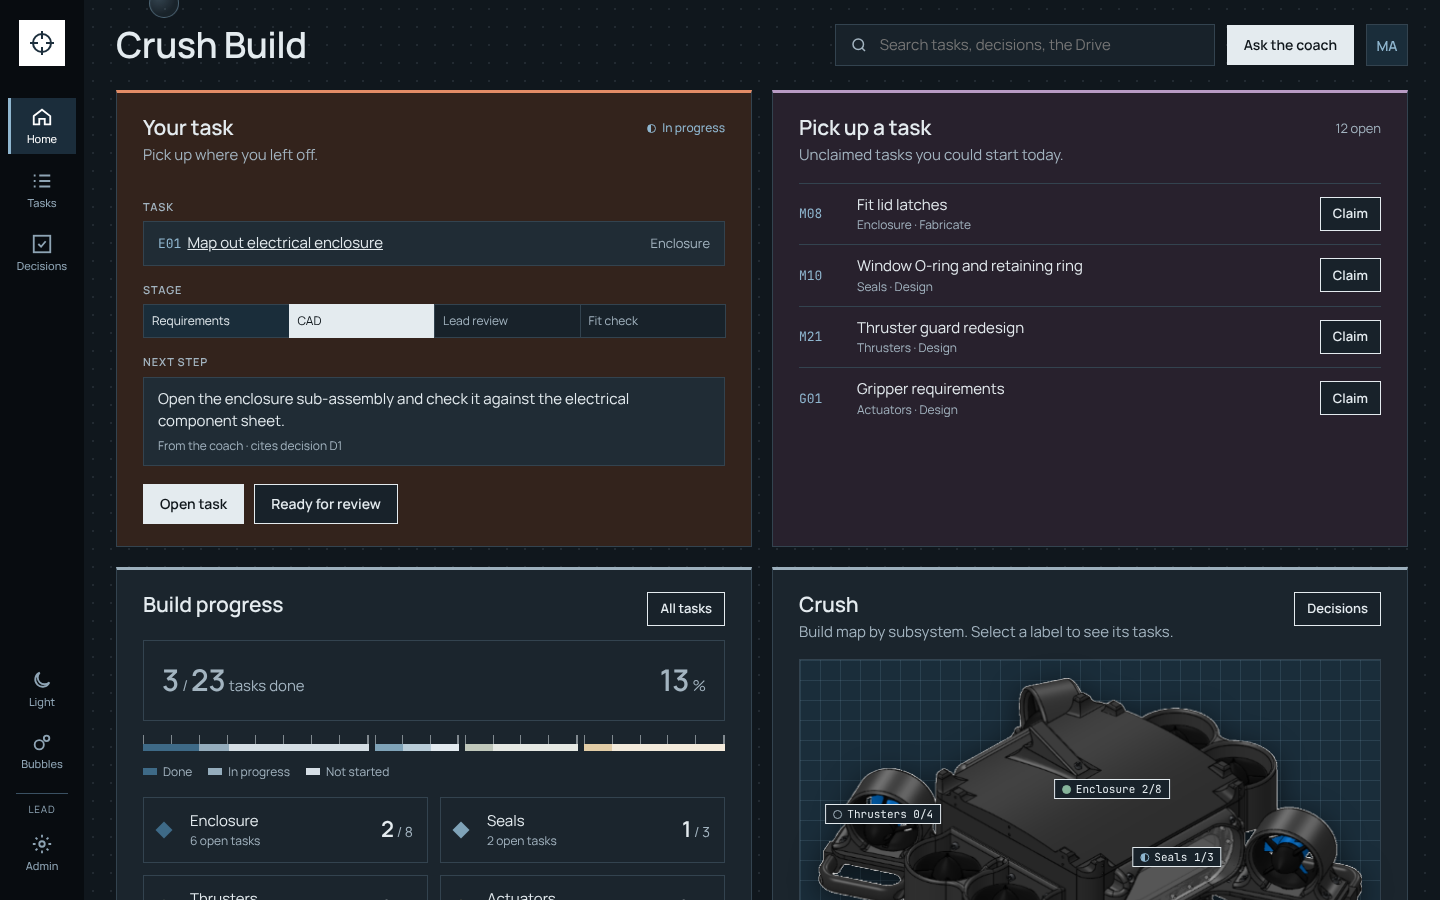 Crush Build
Search tasks, decisions, the Drive
Ask the coach
MA
Home
Tasks
Decisions
Light
Bubbles
LEAD
Admin
Your task
In progress
Pick up where you left off.
TASK
E01 Map out electrical enclosure
Enclosure
STAGE
Requirements
CAD
Lead review
Fit check
NEXT STEP
Open the enclosure sub-assembly and check it against the electrical
component sheet.
From the coach · cites decision D1
Open task
Ready for review
Pick up a task
12 open
Unclaimed tasks you could start today.
M08
Fit lid latches
Enclosure · Fabricate
Claim
M10
Window O-ring and retaining ring
Seals · Design
Claim
M21
Thruster guard redesign
Thrusters · Design
Claim
G01
Gripper requirements
Actuators · Design
Claim
Build progress
All tasks
3 / 23 tasks done
13 %
Done
In progress
Not started
Enclosure
6 open tasks
2 / 8
Seals
2 open tasks
1 / 3
Thrusters
Actuators
Crush
Decisions
Build map by subsystem. Select a label to see its tasks.
Enclosure 2/8
Thrusters 0/4
Seals 1/3